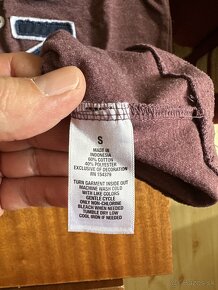 S
MADE IN
INDONESIA
60% COTTON
40% POLYESTER
EXCLUSIVE OF DECORATION
RN 154379
TURN GARMENT INSIDE OUT
MACHINE WASH COLD
WITH LIKE COLORS
GENTLE CYCLE
ONLY NON-CHLORINE
BLEACH WHEN NEEDED
TUMBLE DRY LOW
COOL IRON IF NEEDED